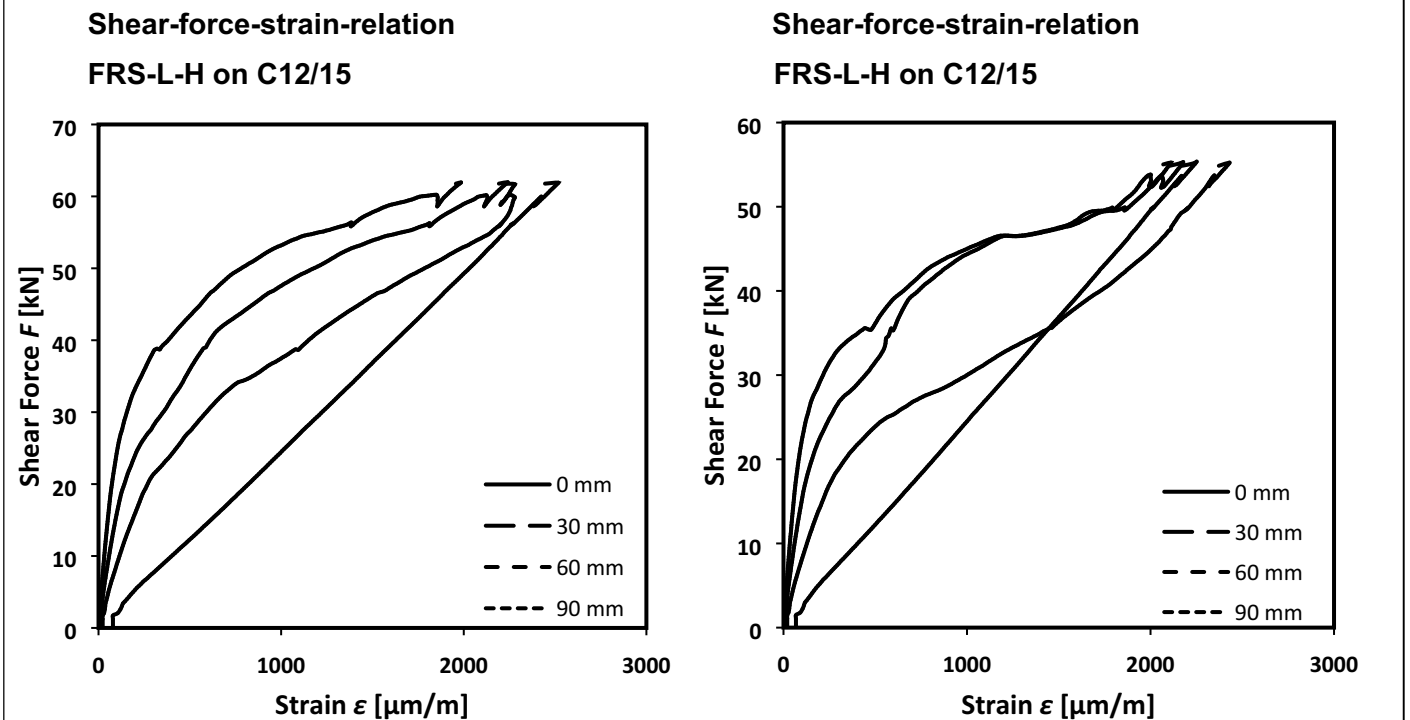 Shear-force-strain-relation
FRS-L-H on C12/15
Shear Force F [kN]
70
60
50
40
30
20
10
0
0 mm
30 mm
60 mm
90 mm
0 1000 2000 3000
Strain ε [µm/m]
Shear-force-strain-relation
FRS-L-H on C12/15
Shear Force F [kN]
60
50
40
30
20
10
0
0 mm
30 mm
60 mm
90 mm
0 1000 2000 3000
Strain ε [µm/m]